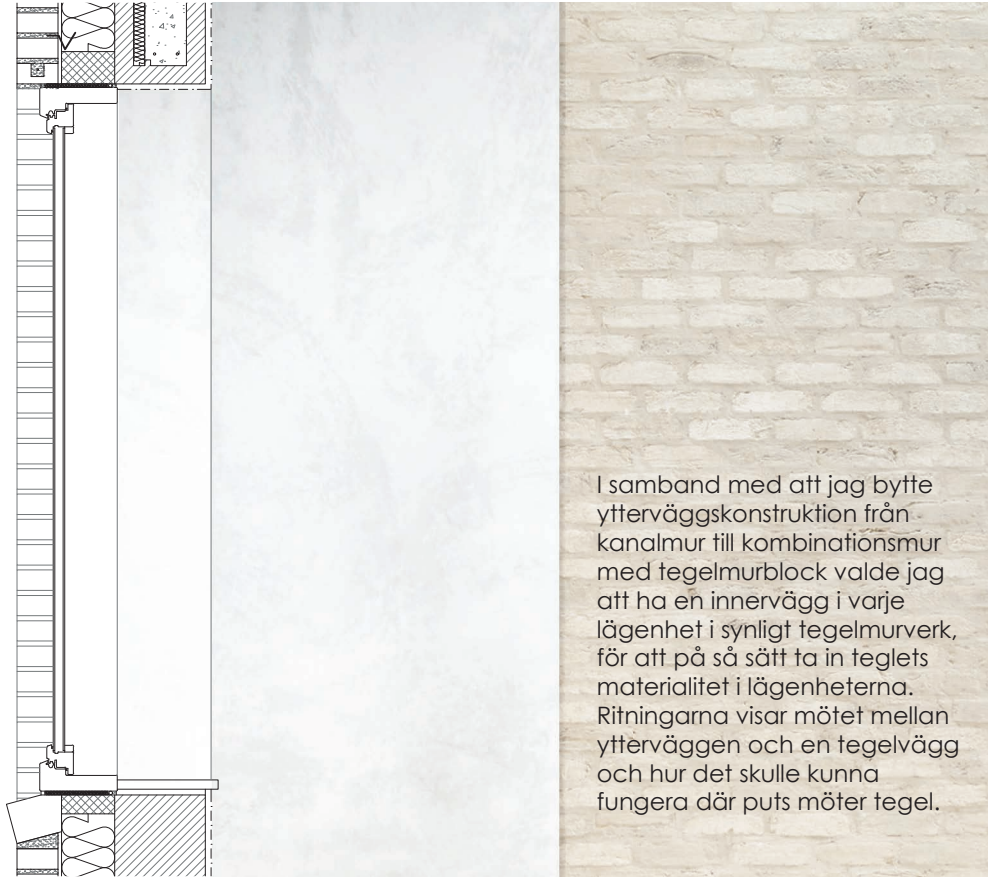 I samband med att jag bytte
ytterväggskonstruktion från
kanalmur till kombinationsmur
med tegelmurblock valde jag
att ha en innervägg i varje
lägenhet i synligt tegelmurverk,
för att på så sätt ta in teglets
materialitet i lägenheterna.
Ritningarna visar mötet mellan
ytterväggen och en tegelvägg
och hur det skulle kunna
fungera där puts möter tegel.